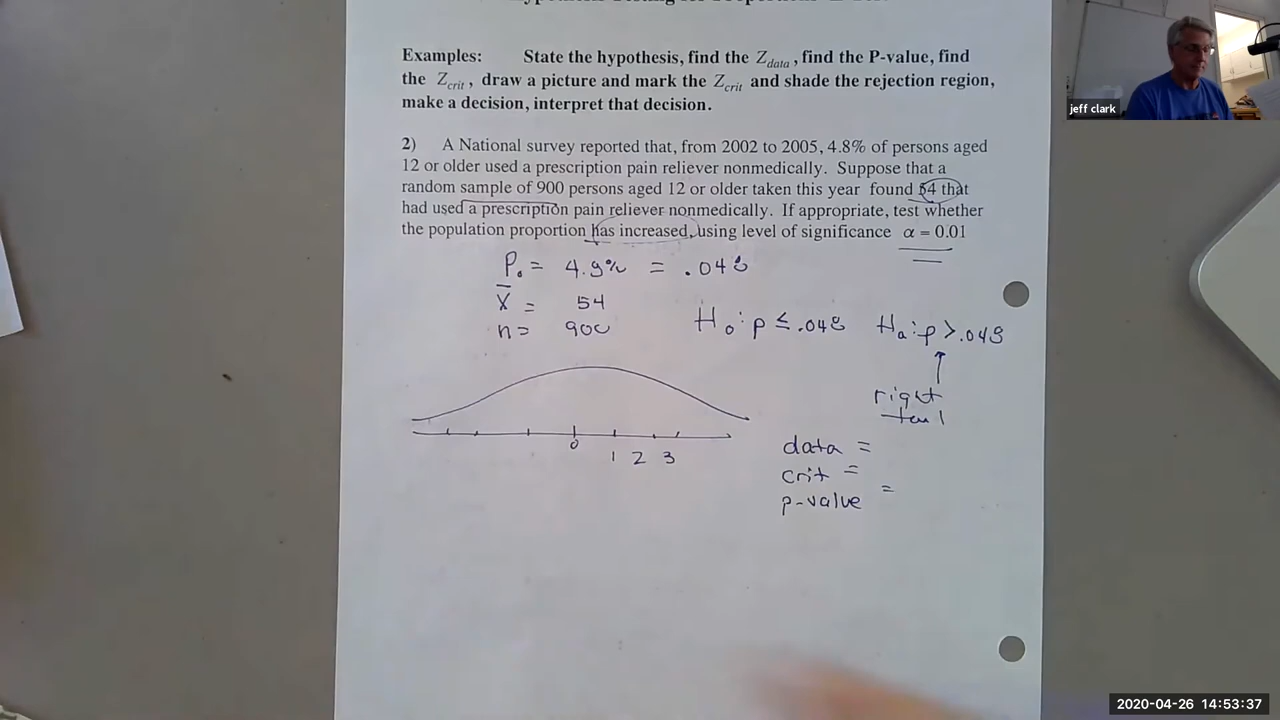 Examples: State the hypothesis, find the Z data, find the P-value, find
the Z crit, draw a picture and mark the Z crit and shade the rejection region,
make a decision, interpret that decision.
2) A National survey reported that, from 2002 to 2005, 4.8% of persons aged
12 or older used a prescription pain reliever nonmedically. Suppose that a
random sample of 900 persons aged 12 or older taken this year found 54 that
had used a prescription pain reliever nonmedically. If appropriate, test whether
the population proportion has increased, using level of significance α = 0.01
P₀ = 4.8% = .048
X̄ = 54
n = 900
H₀: p ≤ .048 Hₐ: p > .048
right
tail
0
1 2 3
data =
crit =
p-value =
jeff clark
2020-04-26 14:53:37